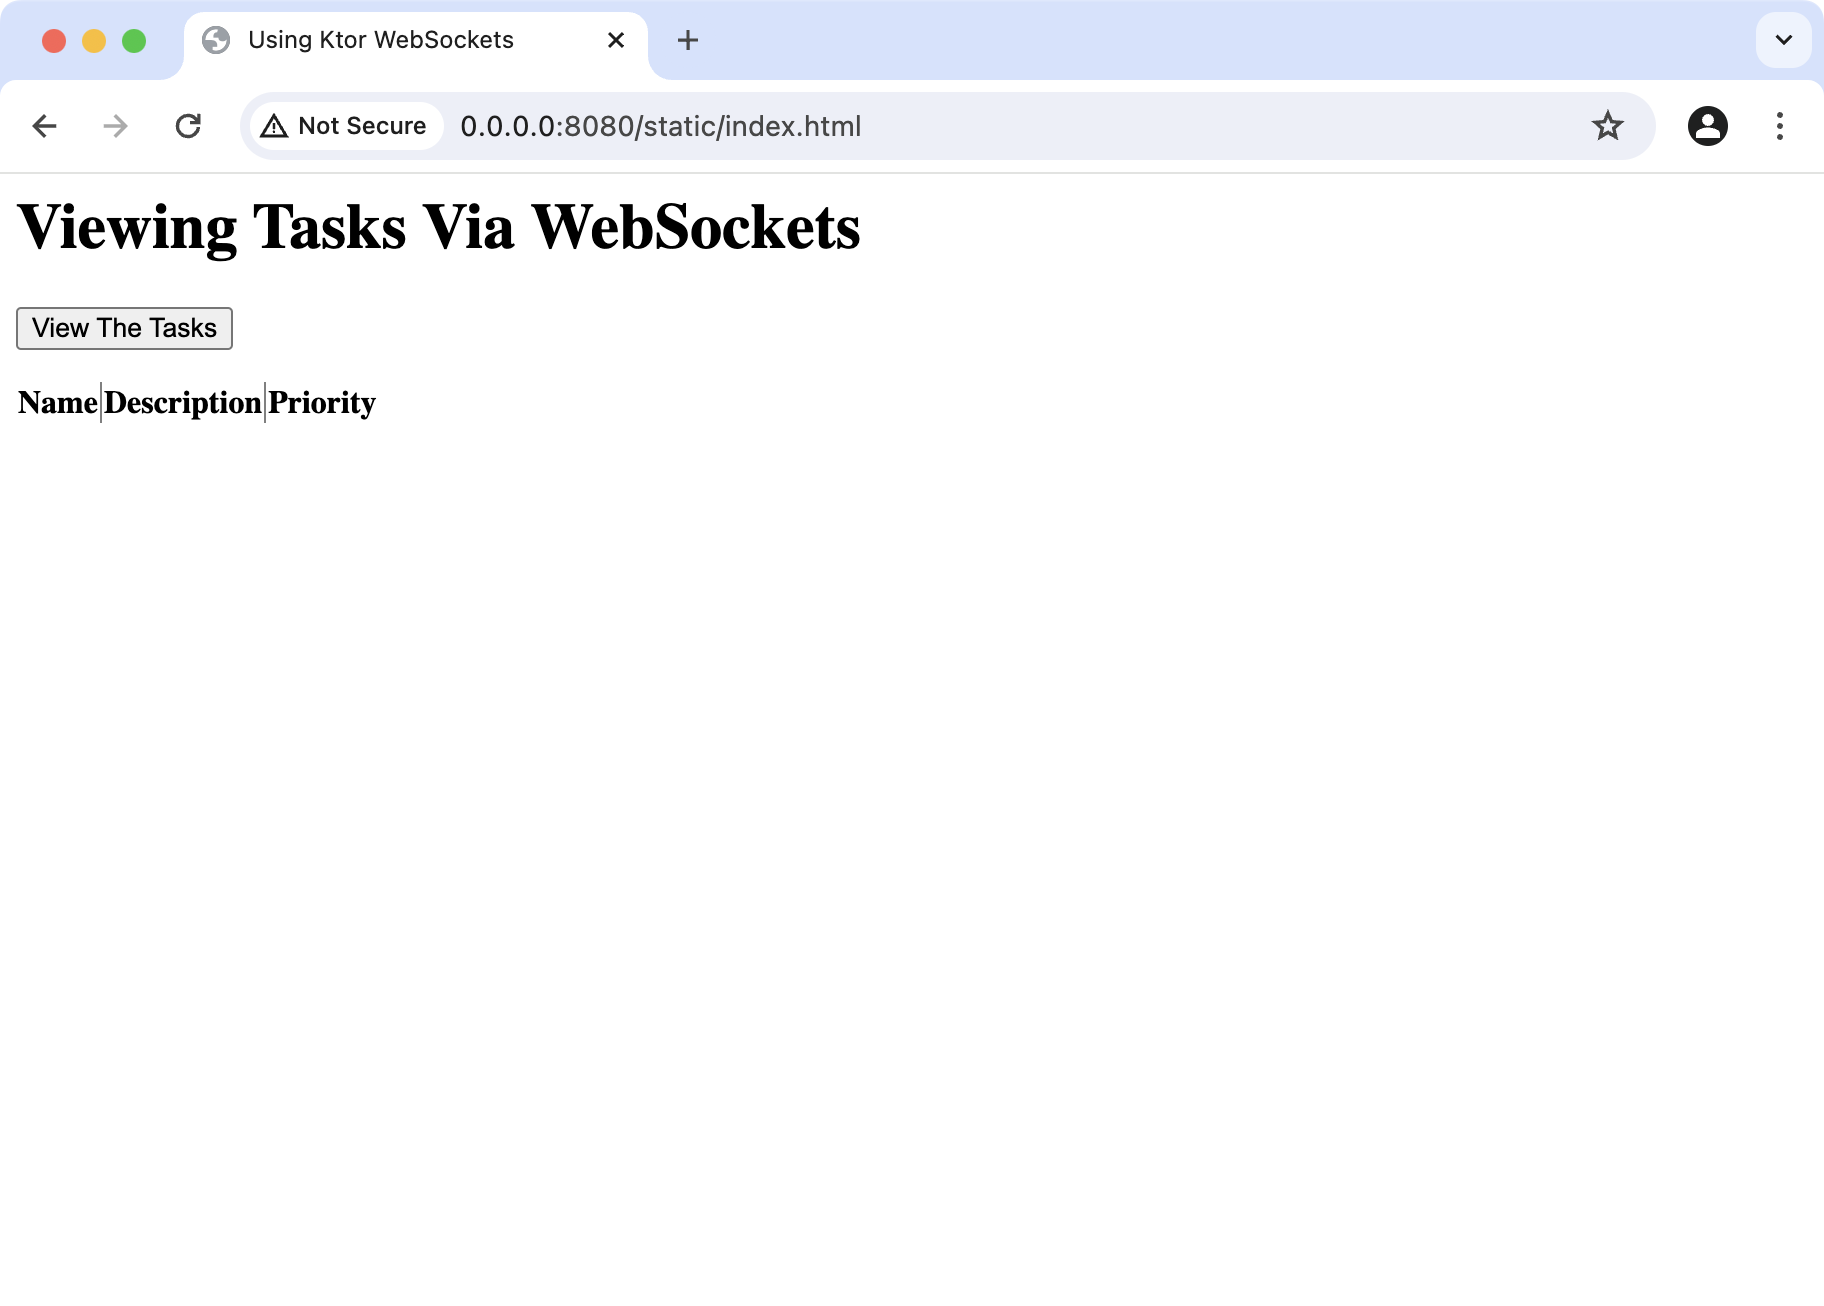 Using Ktor WebSockets
Not Secure 0.0.0.0:8080/static/index.html
Viewing Tasks Via WebSockets
View The Tasks
Name Description Priority